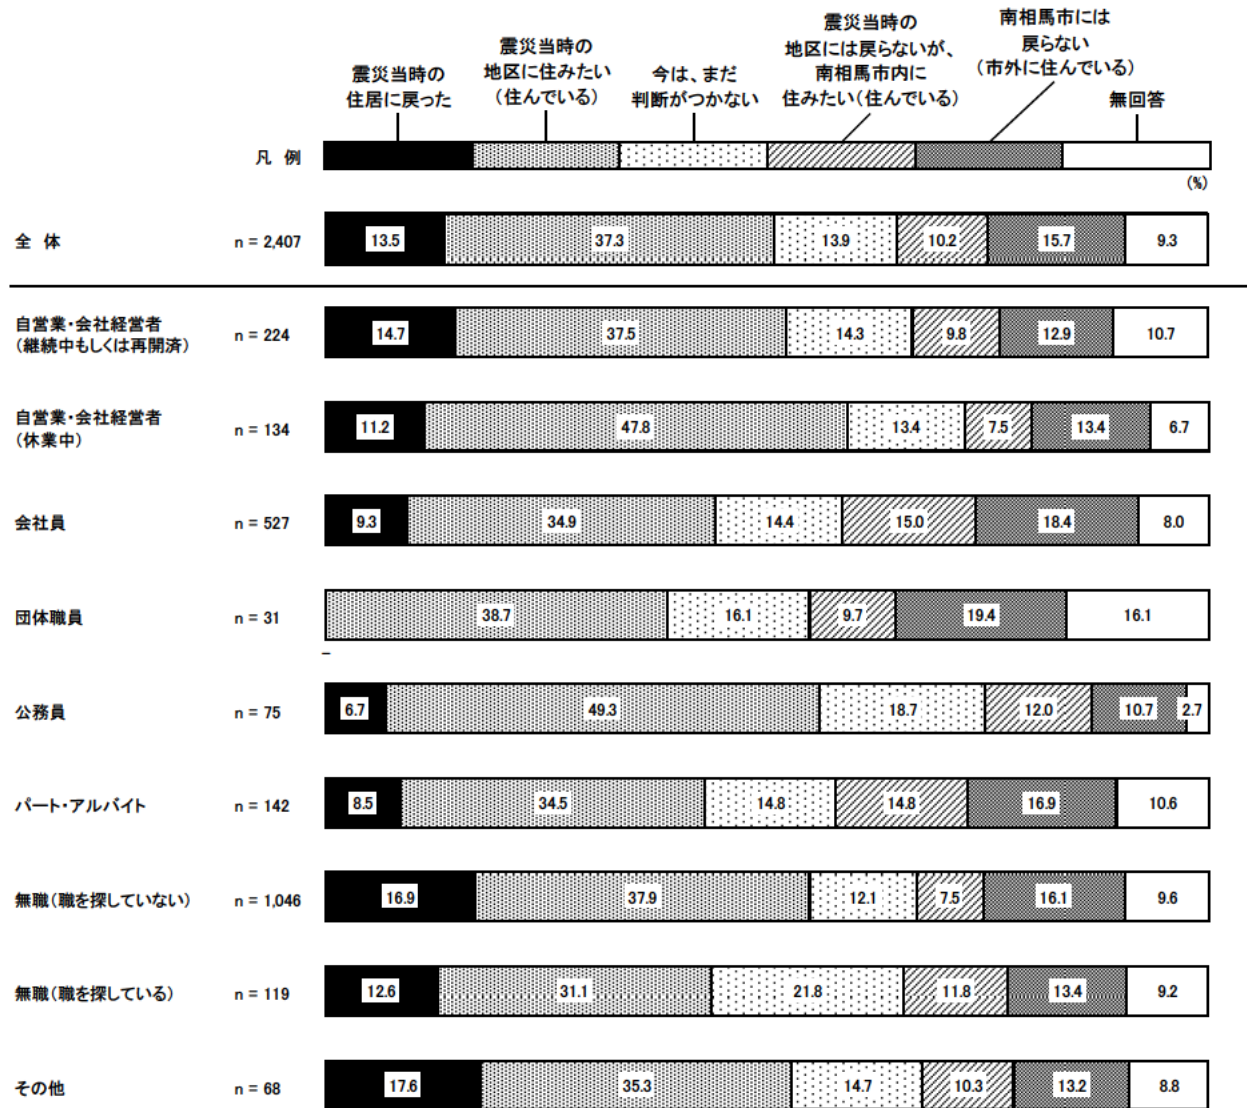 震災当時の
住居に戻った
震災当時の
地区に住みたい
(住んでいる)
今は、まだ
判断がつかない
震災当時の
地区には戻らないが、
南相馬市内に
住みたい(住んでいる)
南相馬市には
戻らない
(市外に住んでいる)
無回答
凡 例
(%)
全 体 n = 2,407 13.5 37.3 13.9 10.2 15.7 9.3
自営業・会社経営者
(継続中もしくは再開済) n = 224 14.7 37.5 14.3 9.8 12.9 10.7
自営業・会社経営者
(休業中) n = 134 11.2 47.8 13.4 7.5 13.4 6.7
会社員 n = 527 9.3 34.9 14.4 15.0 18.4 8.0
団体職員 n = 31 38.7 16.1 9.7 19.4 16.1
–
公務員 n = 75 6.7 49.3 18.7 12.0 10.7 2.7
パート・アルバイト n = 142 8.5 34.5 14.8 14.8 16.9 10.6
無職(職を探していない) n = 1,046 16.9 37.9 12.1 7.5 16.1 9.6
無職(職を探している) n = 119 12.6 31.1 21.8 11.8 13.4 9.2
その他 n = 68 17.6 35.3 14.7 10.3 13.2 8.8